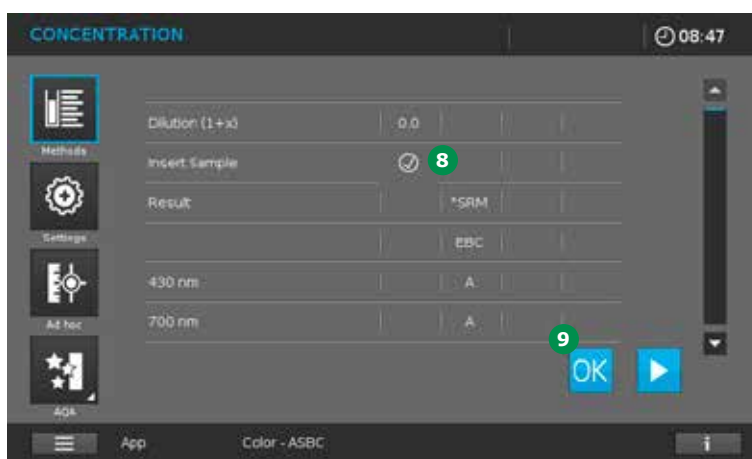 CONCENTRATION 08:47
Methods
Dilution (1+x) 0.0
Insert Sample 8
Settings
Result *SRM
EBC
Ad hoc
430 nm A
700 nm A
9
OK
AQA
App Color - ASBC i